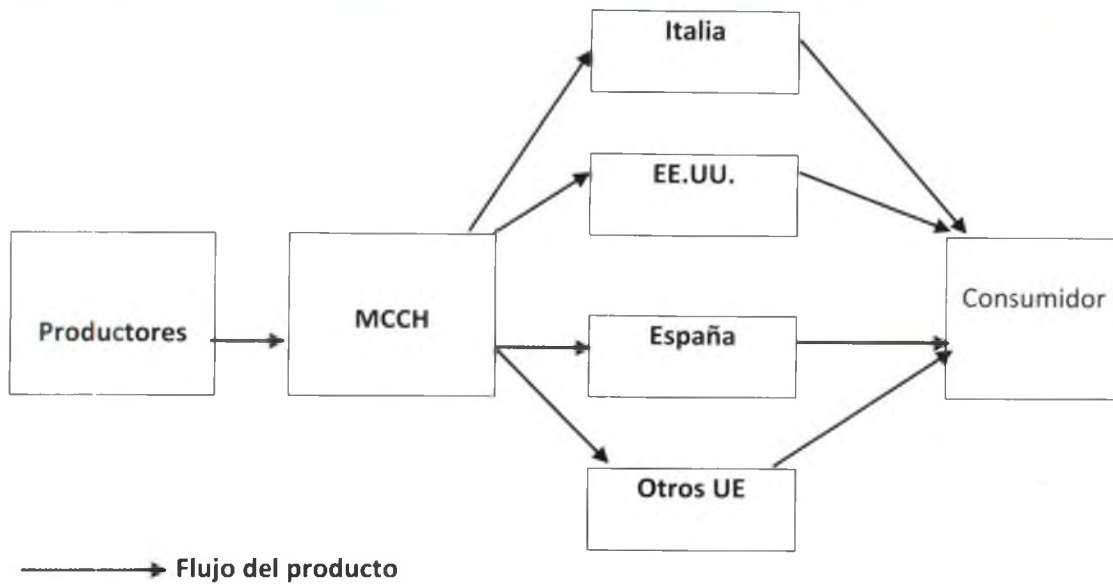 Italia
EE.UU.
Productores
MCCH
España
Consumidor
Otros UE
Flujo del producto